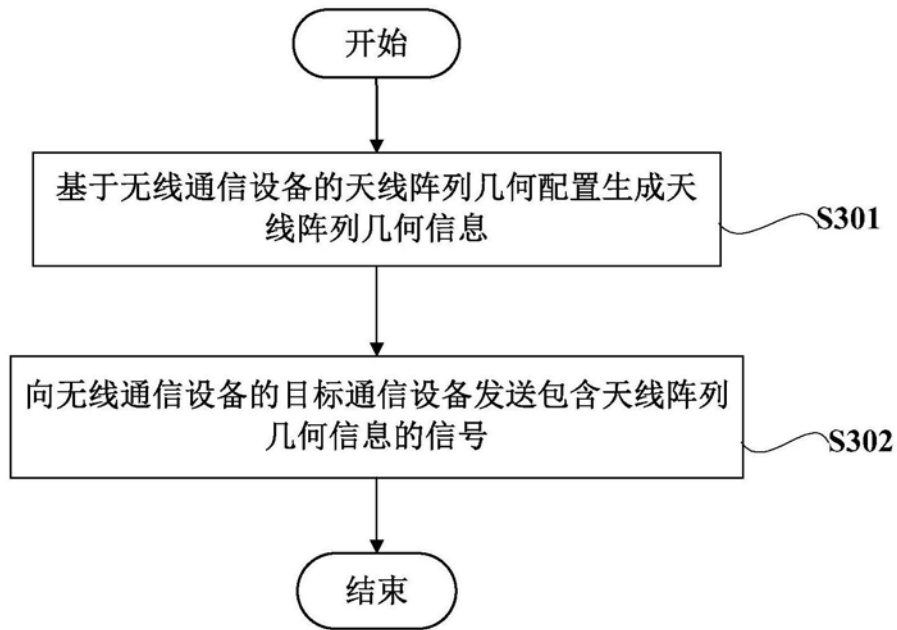 开始
基于无线通信设备的天线阵列几何配置生成天
线阵列几何信息
S301
向无线通信设备的目标通信设备发送包含天线阵列
几何信息的信号
S302
结束